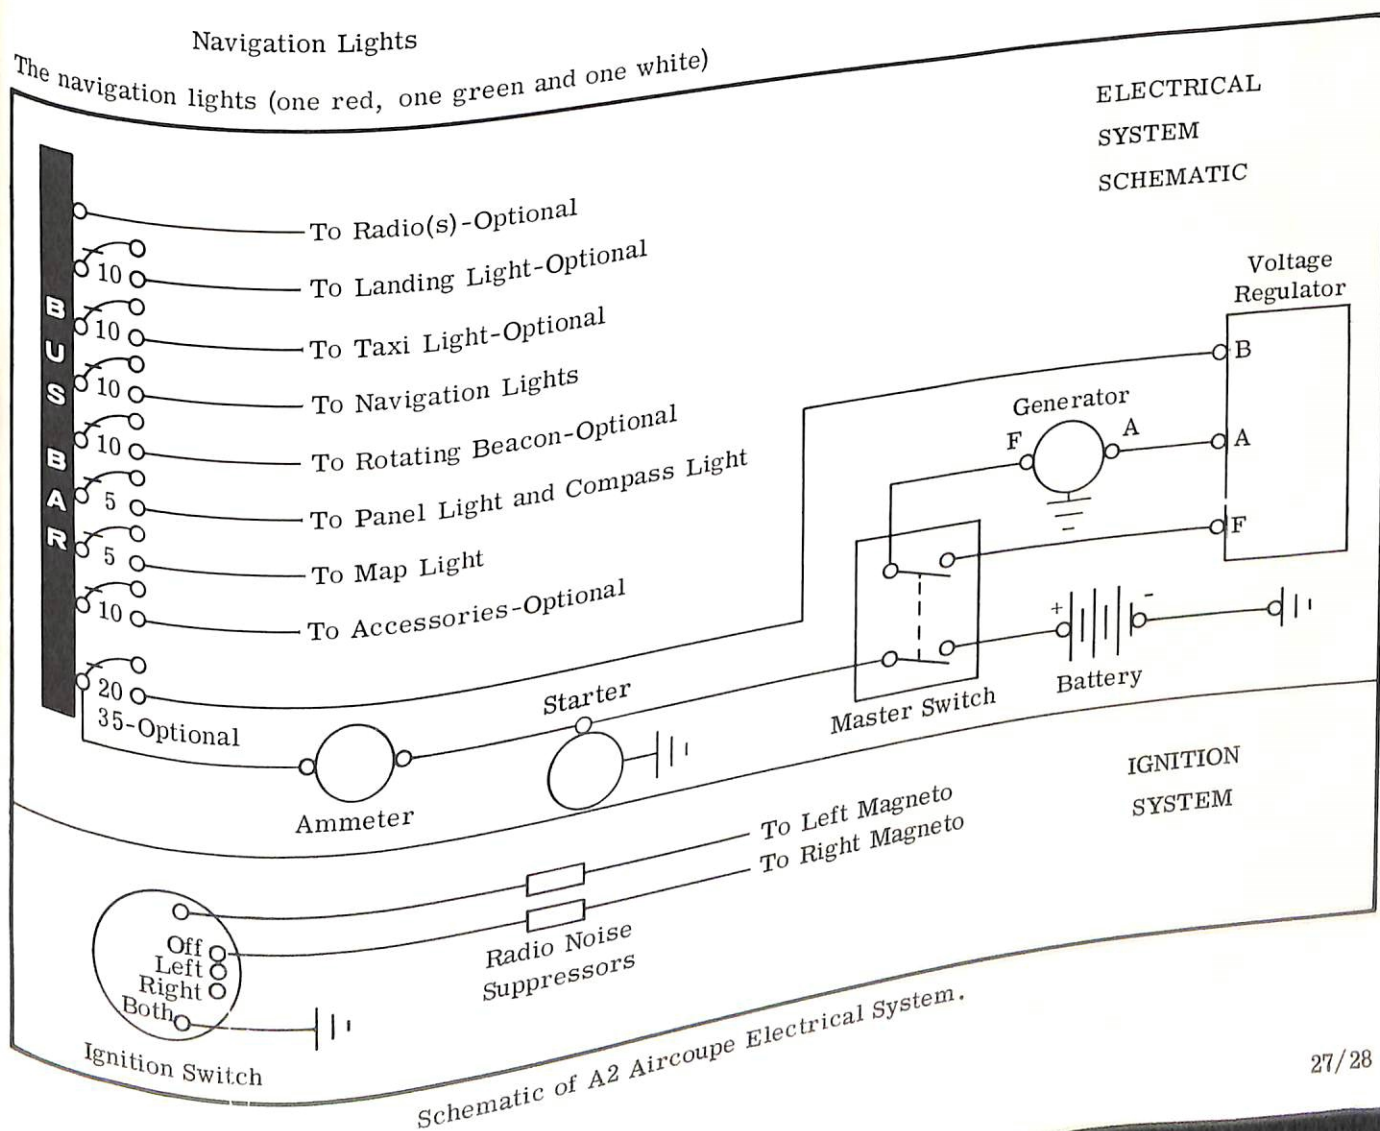 Navigation Lights
The navigation lights (one red, one green and one white)
ELECTRICAL
SYSTEM
SCHEMATIC
BUS BAR
To Radio(s)-Optional
10
To Landing Light-Optional
10
To Taxi Light-Optional
10
To Navigation Lights
10
To Rotating Beacon-Optional
5
To Panel Light and Compass Light
5
To Map Light
10
To Accessories-Optional
20
35-Optional
Ammeter
Starter
Master Switch
Generator
F
A
Voltage
Regulator
B
A
F
+
-
Battery
IGNITION
SYSTEM
To Left Magneto
To Right Magneto
Radio Noise
Suppressors
Off
Left
Right
Both
Ignition Switch
Schematic of A2 Aircoupe Electrical System.
27/28